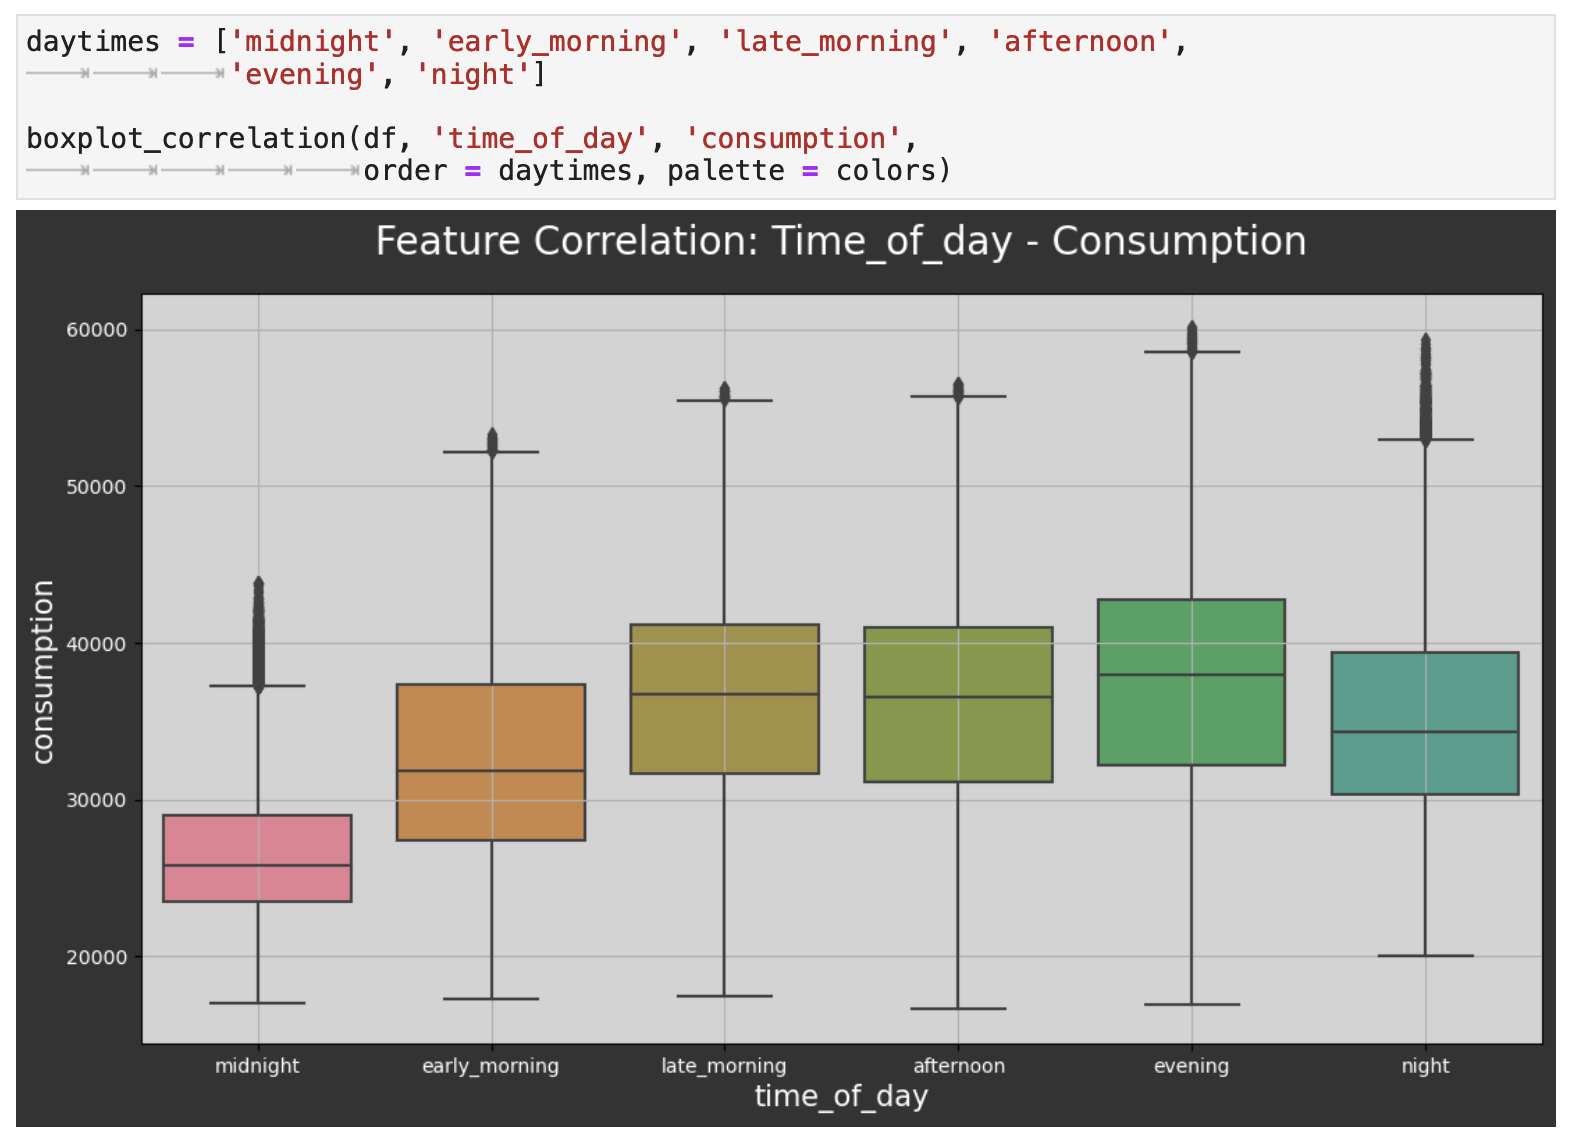 daytimes = ['midnight', 'early_morning', 'late_morning', 'afternoon',
'evening', 'night']
boxplot_correlation(df, 'time_of_day', 'consumption',
order = daytimes, palette = colors)
Feature Correlation: Time_of_day - Consumption
60000
50000
40000
30000
20000
consumption
midnight early_morning late_morning afternoon evening night
time_of_day